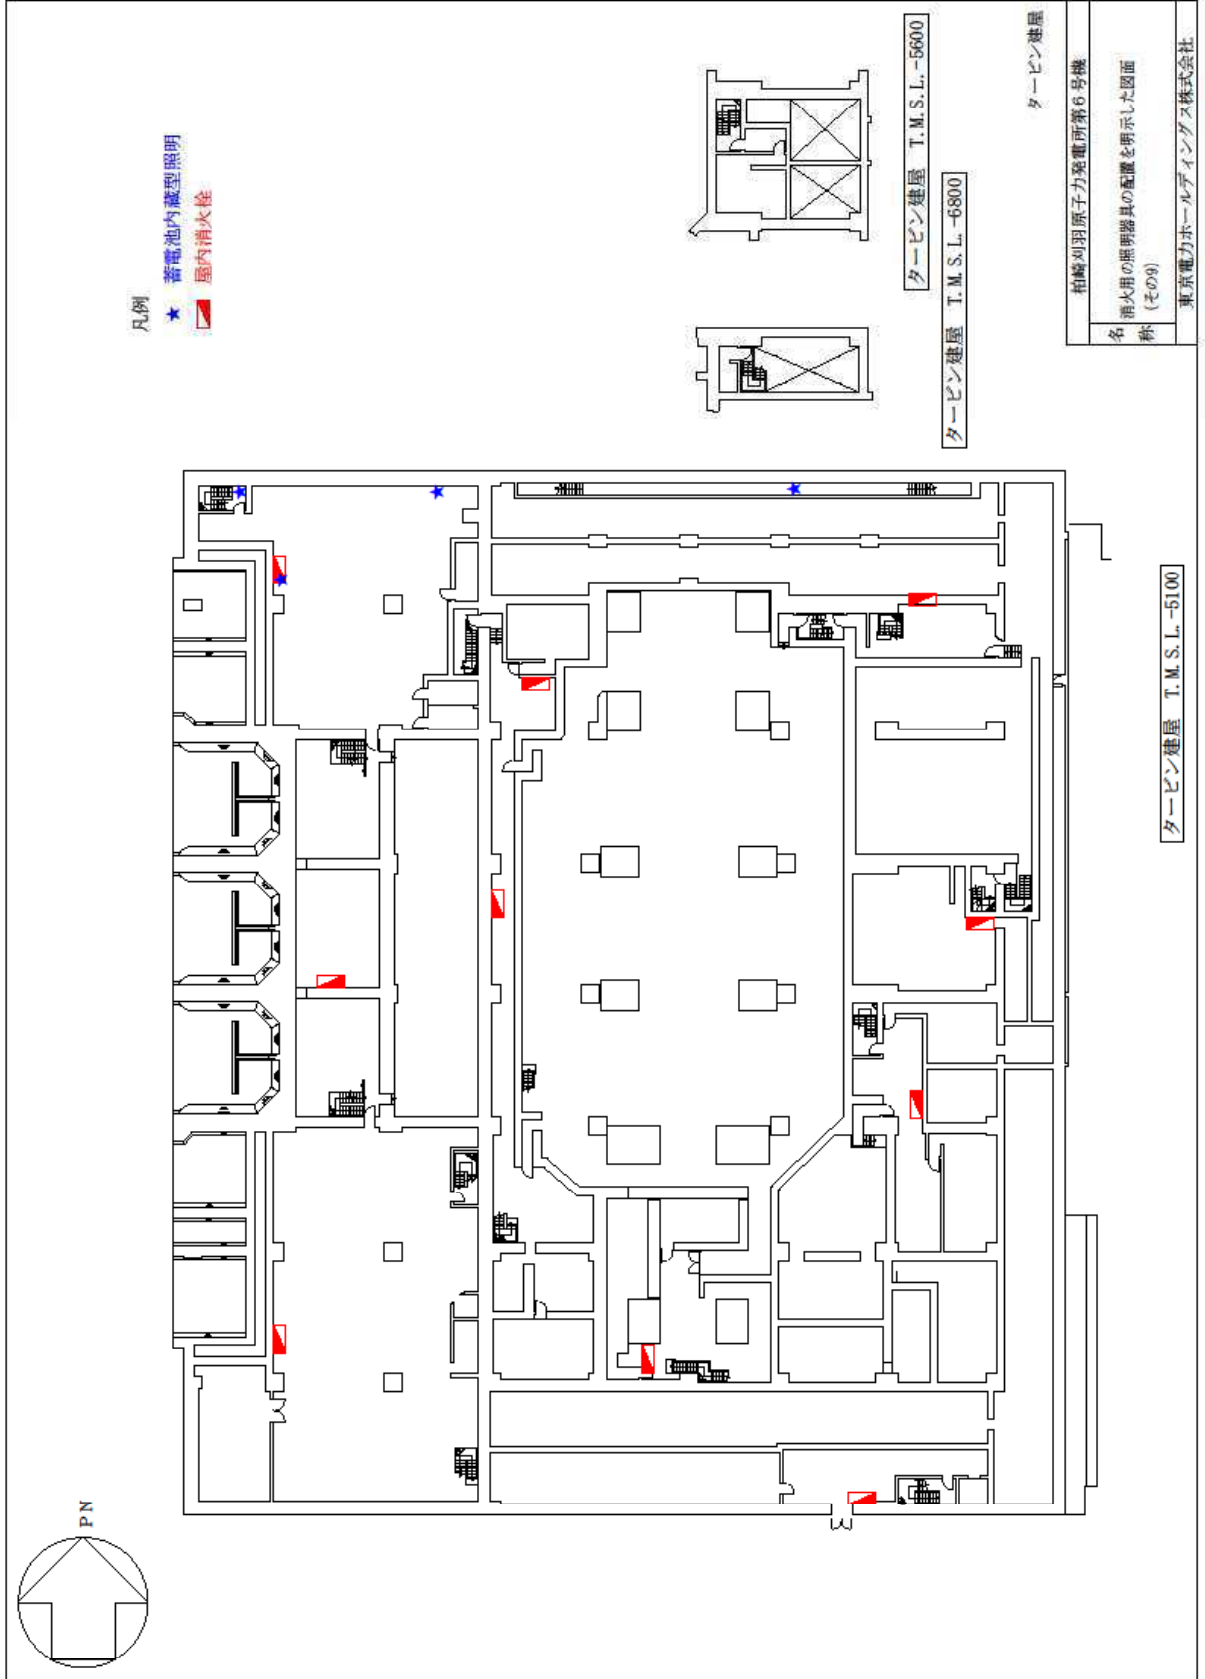 PN
凡例
★ 蓄電池内蔵型照明
屋内消火栓
タービン建屋 T.M.S.L.-5600
タービン建屋 T.M.S.L.-6800
タービン建屋 T.M.S.L.-5100
タービン建屋
柏崎刈羽原子力発電所第6号機
名称
消火用の照明器具の配置を明示した図面
(その9)
東京電力ホールディングス株式会社